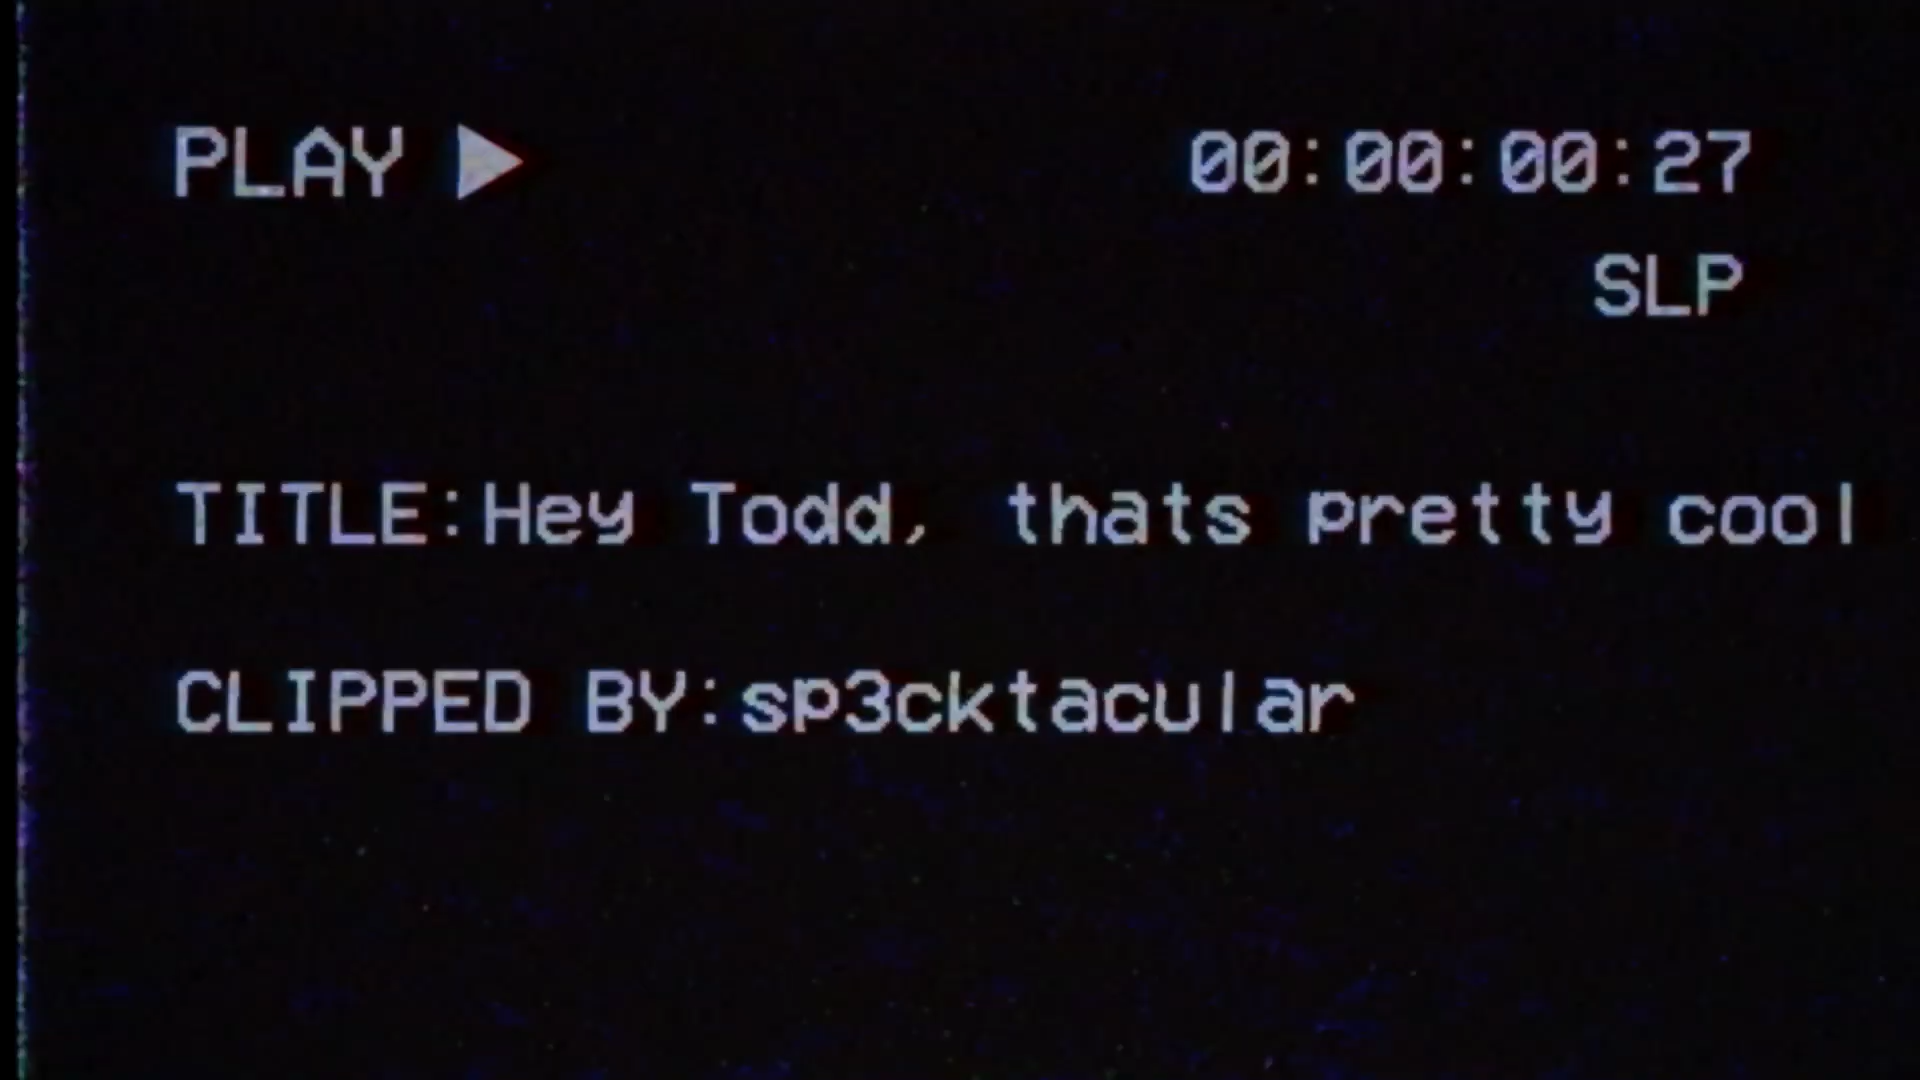 PLAY ▶ 00:00:00:27
SLP
TITLE:Hey Todd, thats pretty cool
CLIPPED BY:sp3cktacular